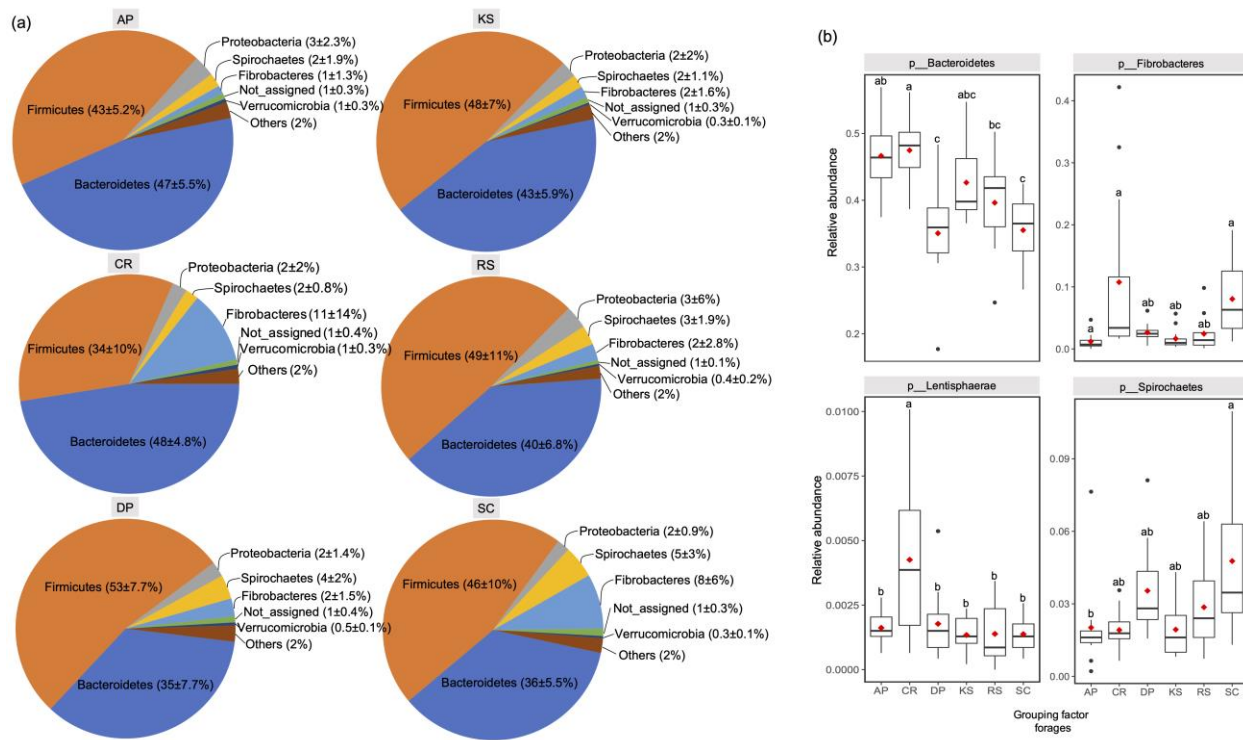 (a)
AP
Proteobacteria (3±2.3%)
Spirochaetes (2±1.9%)
Fibrobacteres (1±1.3%)
Not_assigned (1±0.3%)
Verrucomicrobia (1±0.3%)
Others (2%)
Firmicutes (43±5.2%)
Bacteroidetes (47±5.5%)
KS
Proteobacteria (2±2%)
Spirochaetes (2±1.1%)
Fibrobacteres (2±1.6%)
Not_assigned (1±0.3%)
Verrucomicrobia (0.3±0.1%)
Others (2%)
Firmicutes (48±7%)
Bacteroidetes (43±5.9%)
CR
Proteobacteria (2±2%)
Spirochaetes (2±0.8%)
Fibrobacteres (11±14%)
Not_assigned (1±0.4%)
Verrucomicrobia (1±0.3%)
Others (2%)
Firmicutes (34±10%)
Bacteroidetes (48±4.8%)
RS
Proteobacteria (3±6%)
Spirochaetes (3±1.9%)
Fibrobacteres (2±2.8%)
Not_assigned (1±0.1%)
Verrucomicrobia (0.4±0.2%)
Others (2%)
Firmicutes (49±11%)
Bacteroidetes (40±6.8%)
DP
Proteobacteria (2±1.4%)
Spirochaetes (4±2%)
Fibrobacteres (2±1.5%)
Not_assigned (1±0.4%)
Verrucomicrobia (0.5±0.1%)
Others (2%)
Firmicutes (53±7.7%)
Bacteroidetes (35±7.7%)
SC
Proteobacteria (2±0.9%)
Spirochaetes (5±3%)
Fibrobacteres (8±6%)
Not_assigned (1±0.3%)
Verrucomicrobia (0.3±0.1%)
Others (2%)
Firmicutes (46±10%)
Bacteroidetes (36±5.5%)
(b)
p__Bacteroidetes
ab a c abc bc c
0.5
0.4
0.3
0.2
Relative abundance
p__Fibrobacteres
a a ab ab ab a
0.4
0.3
0.2
0.1
0.0
p__Lentisphaerae
b a b b b b
0.0100
0.0075
0.0050
0.0025
0.0000
Relative abundance
AP CR DP KS RS SC
p__Spirochaetes
b ab ab ab ab a
0.09
0.06
0.03
0.00
AP CR DP KS RS SC
Grouping factor
forages